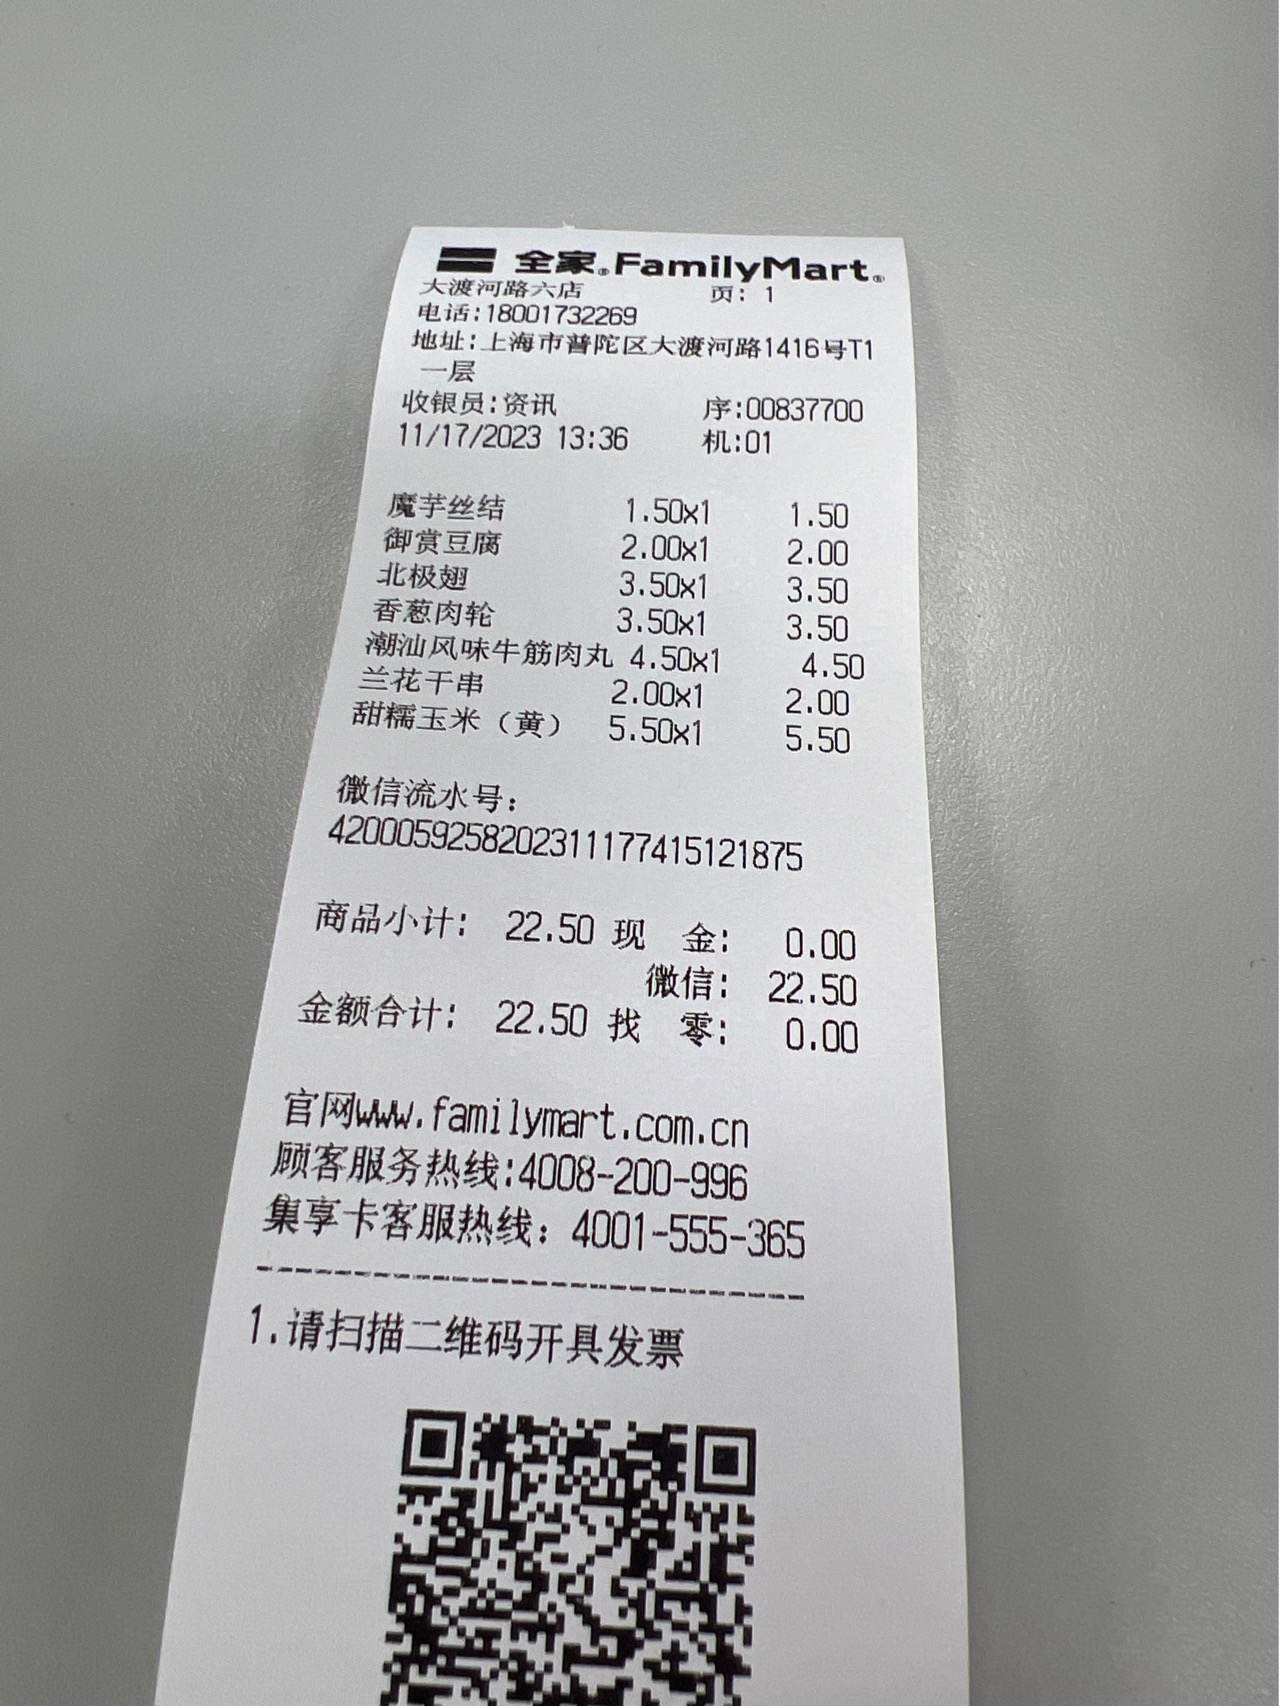 全家®FamilyMart®
大渡河路六店 页: 1
电话:18001732269
地址:上海市普陀区大渡河路1416号T1
一层
收银员:资讯 序:00837700
11/17/2023 13:36 机:01
魔芋丝结 1.50x1 1.50
御赏豆腐 2.00x1 2.00
北极翅 3.50x1 3.50
香葱肉轮 3.50x1 3.50
潮汕风味牛筋肉丸 4.50x1 4.50
兰花干串 2.00x1 2.00
甜糯玉米（黄） 5.50x1 5.50
微信流水号:
4200059258202311177415121875
商品小计: 22.50 现 金: 0.00
微信: 22.50
金额合计: 22.50 找 零: 0.00
官网www.familymart.com.cn
顾客服务热线:4008-200-996
集享卡客服热线: 4001-555-365
1.请扫描二维码开具发票